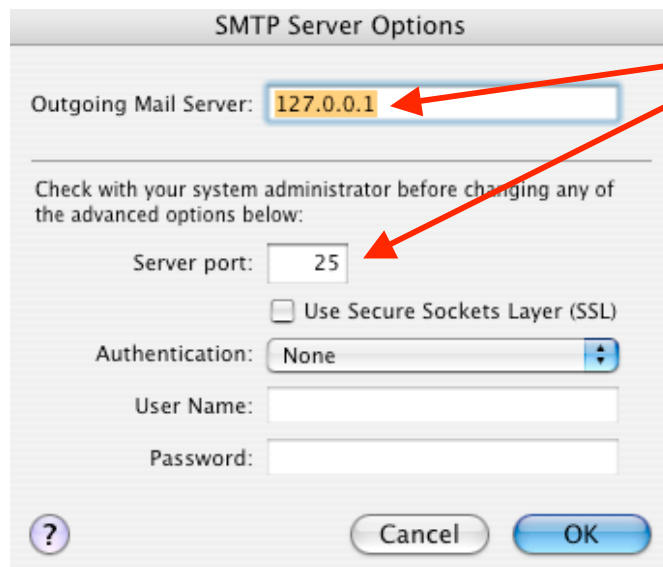 SMTP Server Options
Outgoing Mail Server: 127.0.0.1
Check with your system administrator before changing any of
the advanced options below:
Server port: 25
Use Secure Sockets Layer (SSL)
Authentication: None
User Name:
Password:
? Cancel OK